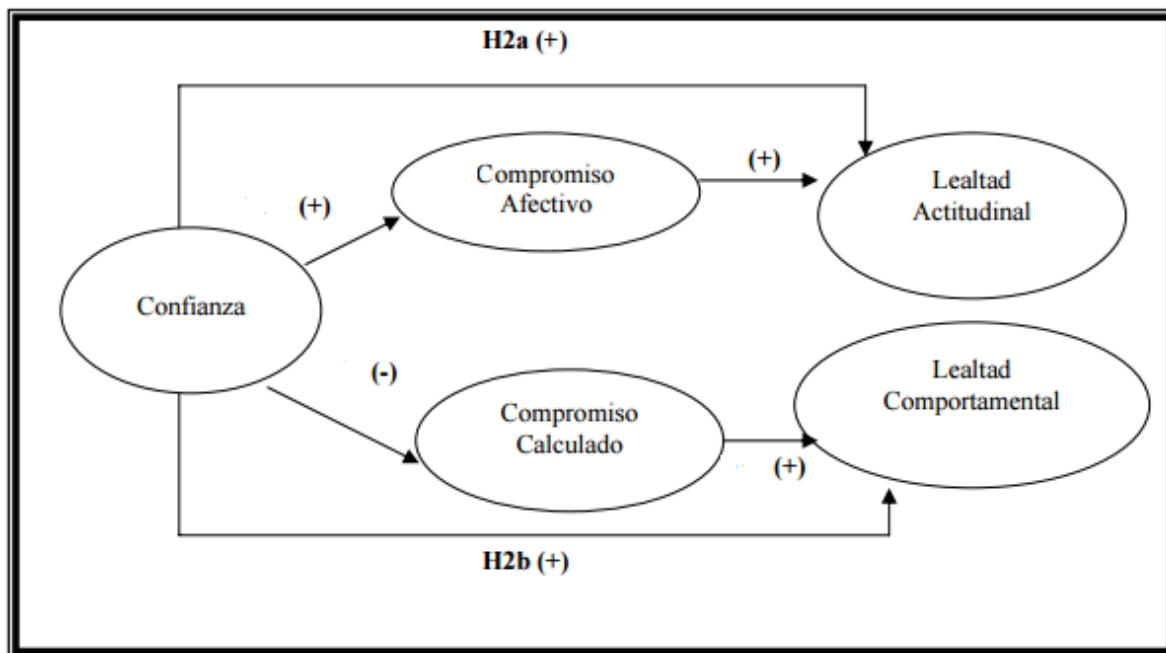 H2a (+)
Compromiso
Afectivo
(+)
Lealtad
Actitudinal
(+)
Confianza
(-)
Compromiso
Calculado
(+)
Lealtad
Comportamental
H2b (+)